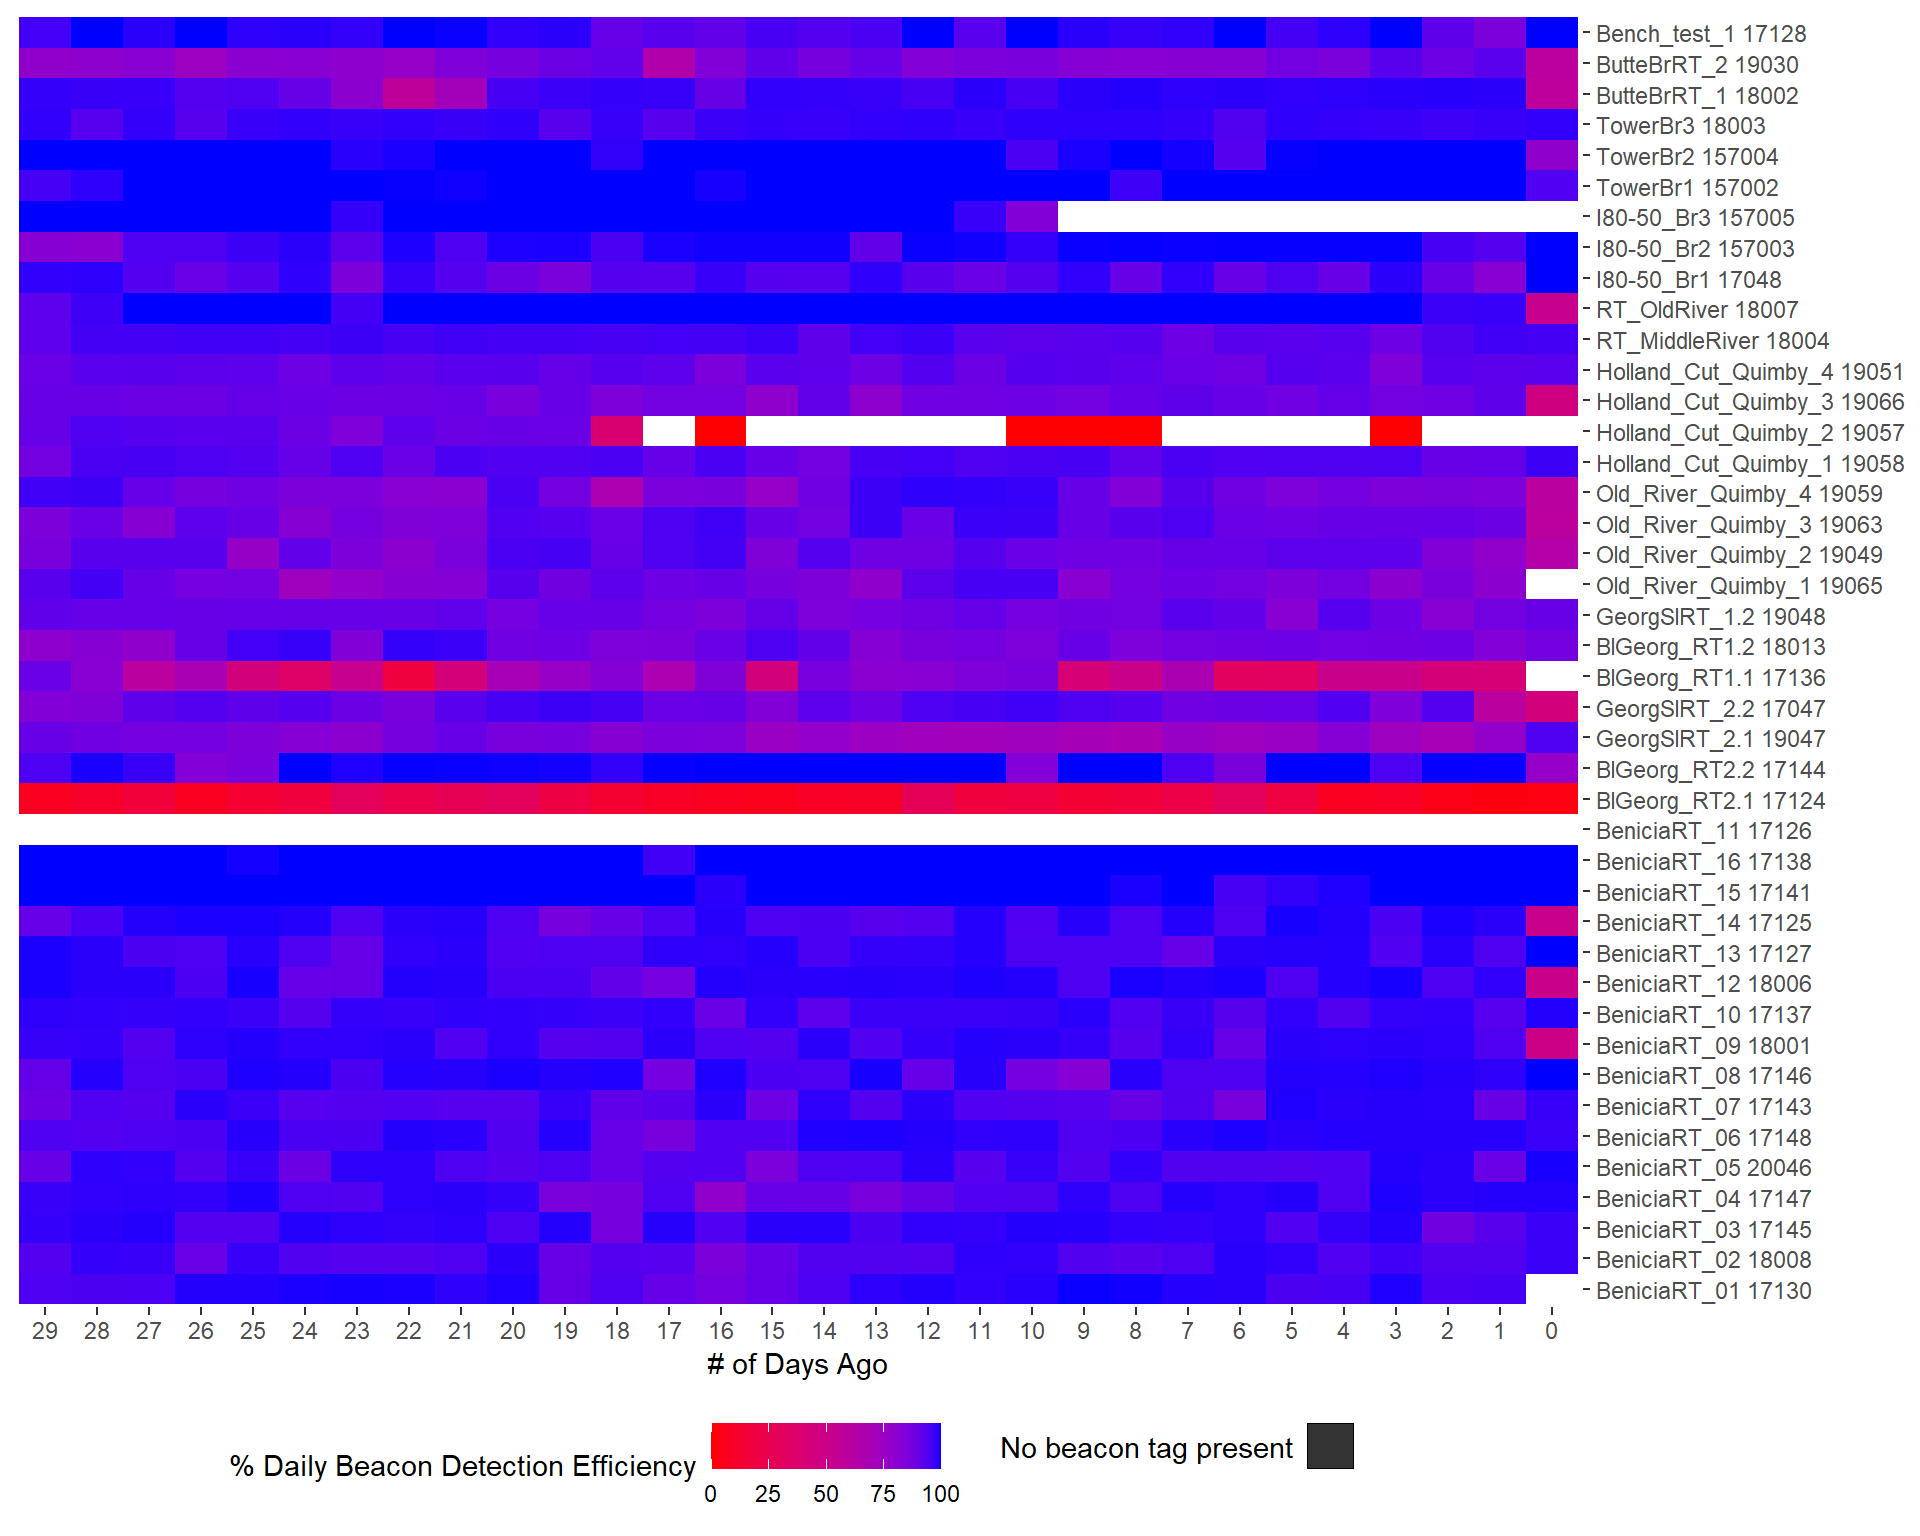 Bench_test_1 17128
ButteBrRT_2 19030
ButteBrRT_1 18002
TowerBr3 18003
TowerBr2 157004
TowerBr1 157002
I80-50_Br3 157005
I80-50_Br2 157003
I80-50_Br1 17048
RT_OldRiver 18007
RT_MiddleRiver 18004
Holland_Cut_Quimby_4 19051
Holland_Cut_Quimby_3 19066
Holland_Cut_Quimby_2 19057
Holland_Cut_Quimby_1 19058
Old_River_Quimby_4 19059
Old_River_Quimby_3 19063
Old_River_Quimby_2 19049
Old_River_Quimby_1 19065
GeorgSlRT_1.2 19048
BlGeorg_RT1.2 18013
BlGeorg_RT1.1 17136
GeorgSlRT_2.2 17047
GeorgSlRT_2.1 19047
BlGeorg_RT2.2 17144
BlGeorg_RT2.1 17124
BeniciaRT_11 17126
BeniciaRT_16 17138
BeniciaRT_15 17141
BeniciaRT_14 17125
BeniciaRT_13 17127
BeniciaRT_12 18006
BeniciaRT_10 17137
BeniciaRT_09 18001
BeniciaRT_08 17146
BeniciaRT_07 17143
BeniciaRT_06 17148
BeniciaRT_05 20046
BeniciaRT_04 17147
BeniciaRT_03 17145
BeniciaRT_02 18008
BeniciaRT_01 17130
29 28 27 26 25 24 23 22 21 20 19 18 17 16 15 14 13 12 11 10 9 8 7 6 5 4 3 2 1 0
# of Days Ago
% Daily Beacon Detection Efficiency
0 25 50 75 100
No beacon tag present